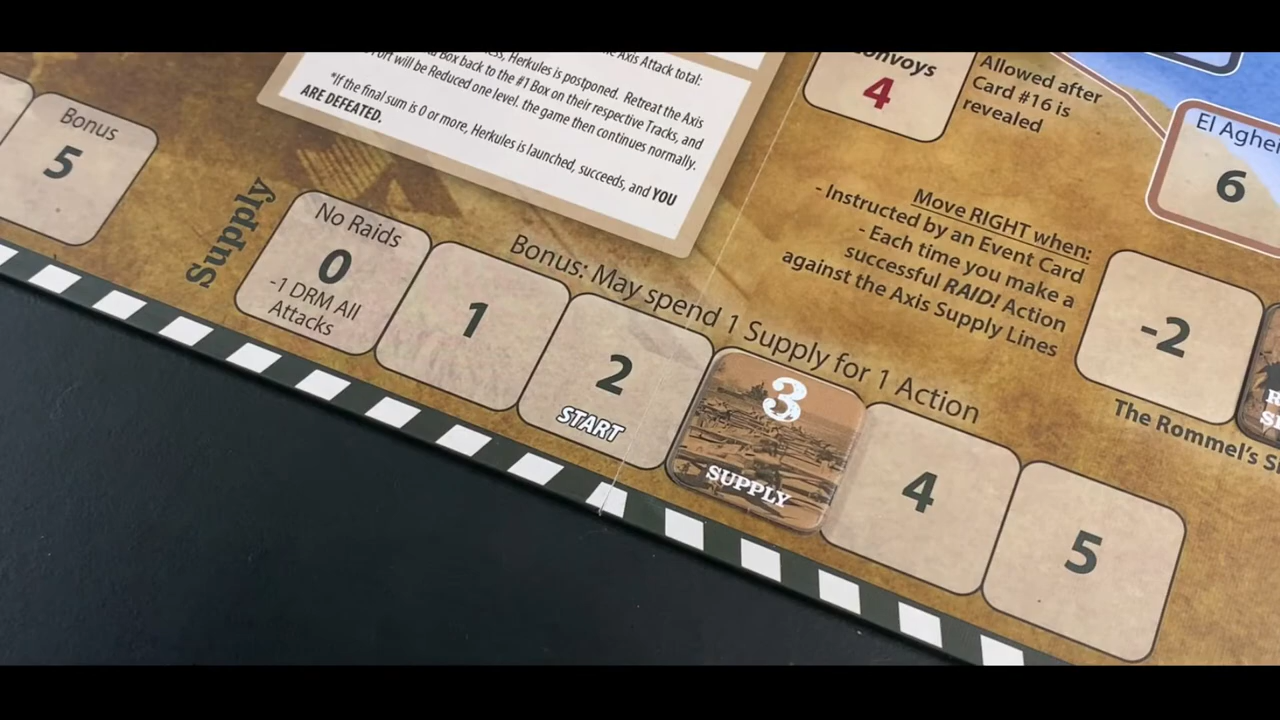 Bonus
5
Axis Attack total:
Herkules is postponed. Retreat the Axis
Box back to the #1 Box on their respective Tracks, and
will be Reduced one level. the game then continues normally.
*If the final sum is 0 or more, Herkules is launched, succeeds, and YOU
ARE DEFEATED.
4
Allowed after
Card #16 is
revealed
6
Move RIGHT when:
- Instructed by an Event Card
- Each time you make a
successful RAID! Action
against the Axis Supply Lines
-2
The Rommel's
Supply
No Raids
0
-1 DRM All
Attacks
Bonus: May spend 1 Supply for 1 Action
1
2
START
3
SUPPLY
4
5